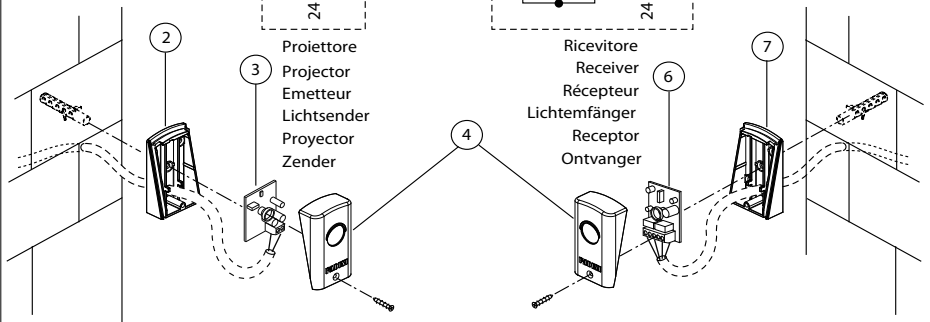 24
24
2
7
3
6
4
Proiettore
Projector
Emetteur
Lichtsender
Proyector
Zender
Ricevitore
Receiver
Récepteur
Lichtemfänger
Receptor
Ontvanger